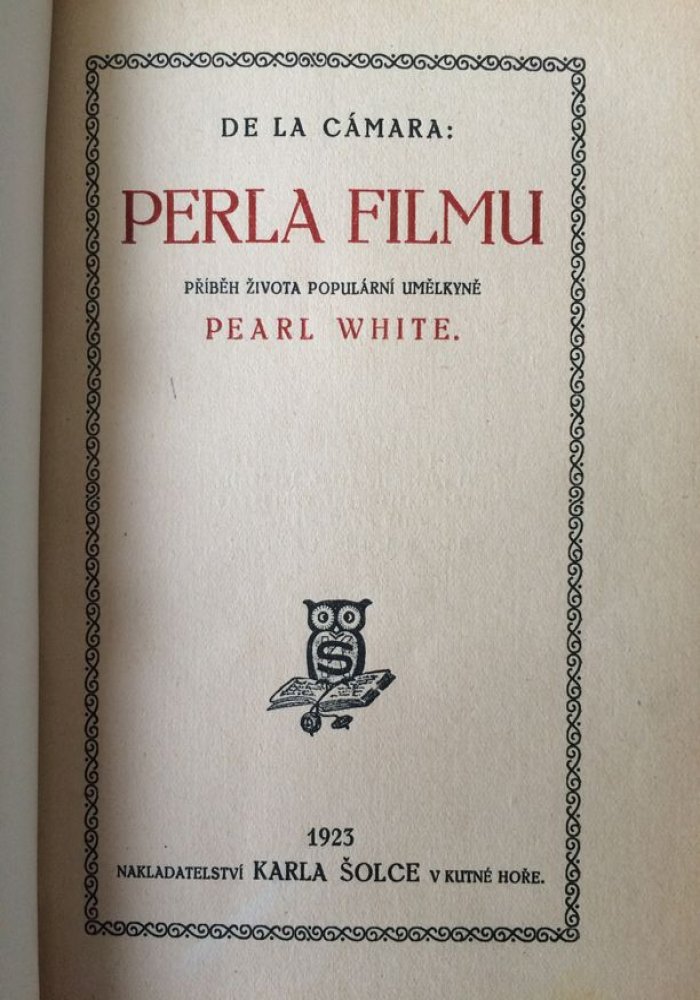 DE LA CÁMARA:
PERLA FILMU
PŘÍBĚH ŽIVOTA POPULÁRNÍ UMĚLKYNĚ
PEARL WHITE.
Š
1923
NAKLADATELSTVÍ KARLA ŠOLCE V KUTNÉ HOŘE.